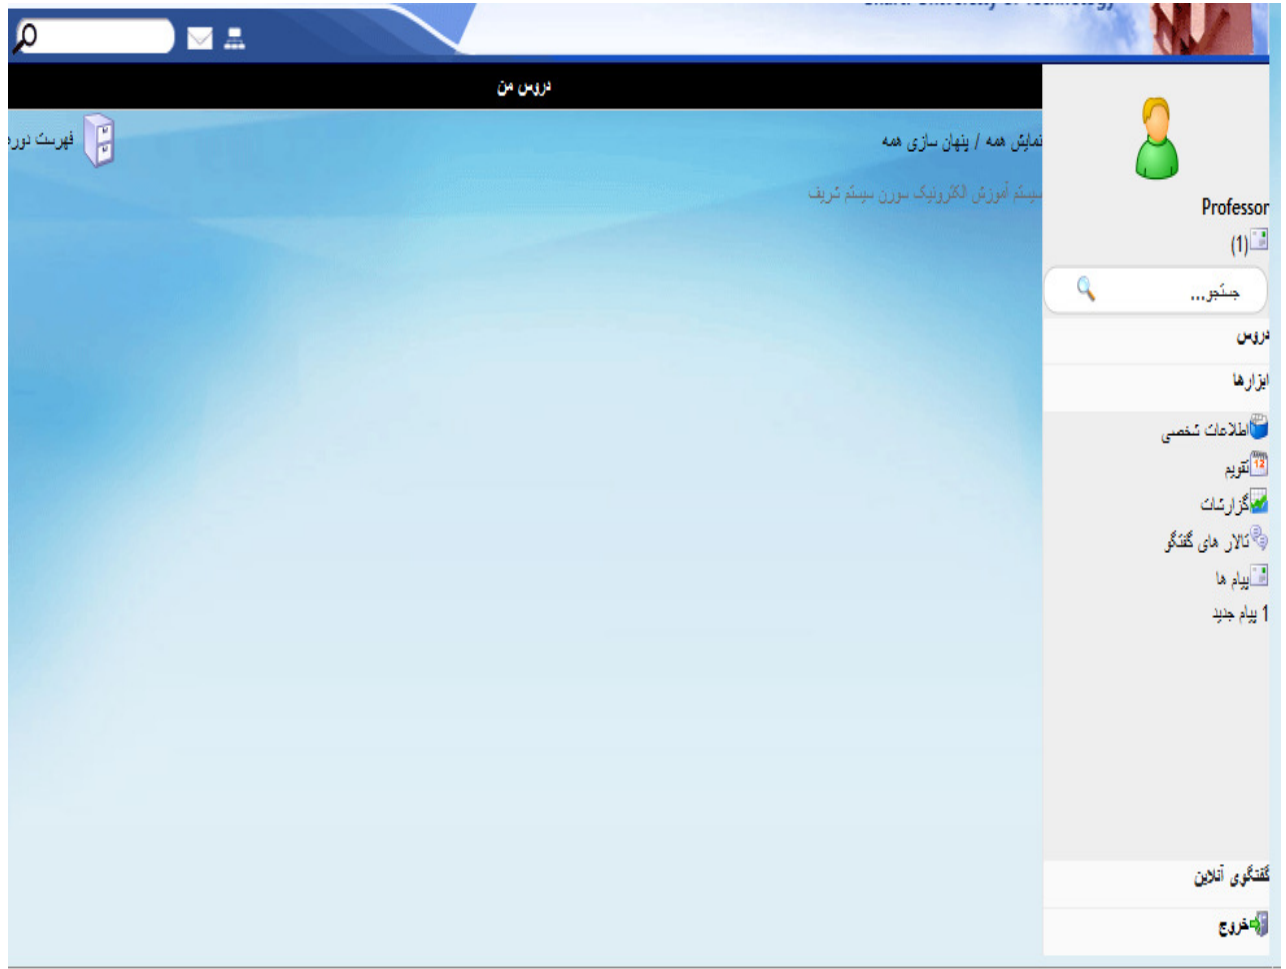 دروس من
نمایش همه / پنهان سازی همه
فهرست دوره
سیستم آموزش الکترونیک سورن سیستم شریف
Professor
(1)
جستجو...
دروس
ابزارها
اطلاعات شخصی
12
تقویم
گزارشات
تالار های گفتگو
پیام ها
1 پیام جدید
گفتگوی آنلاین
خروج